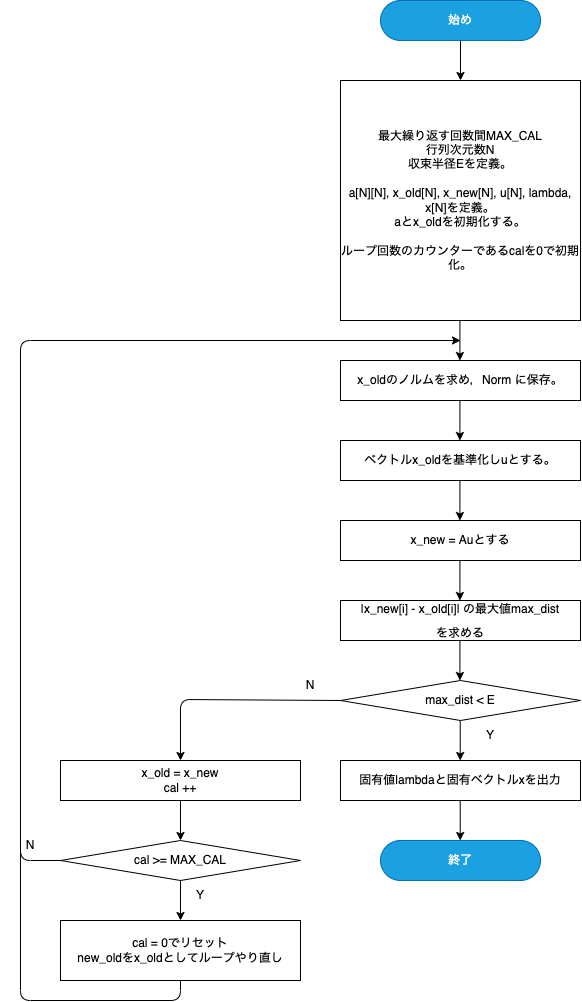 始め
最大繰り返す回数間MAX_CAL
行列次元数N
収束半径Eを定義。
a[N][N], x_old[N], x_new[N], u[N], lambda,
x[N]を定義。
aとx_oldを初期化する。
ループ回数のカウンターであるcalを0で初期
化。
x_oldのノルムを求め，Norm に保存。
ベクトルx_oldを基準化しuとする。
x_new = Auとする
|x_new[i] - x_old[i]| の最大値max_dist
を求める
N
max_dist < E
Y
x_old = x_new
cal ++
固有値lambdaと固有ベクトルxを出力
N
cal >= MAX_CAL
終了
Y
cal = 0でリセット
new_oldをx_oldとしてループやり直し